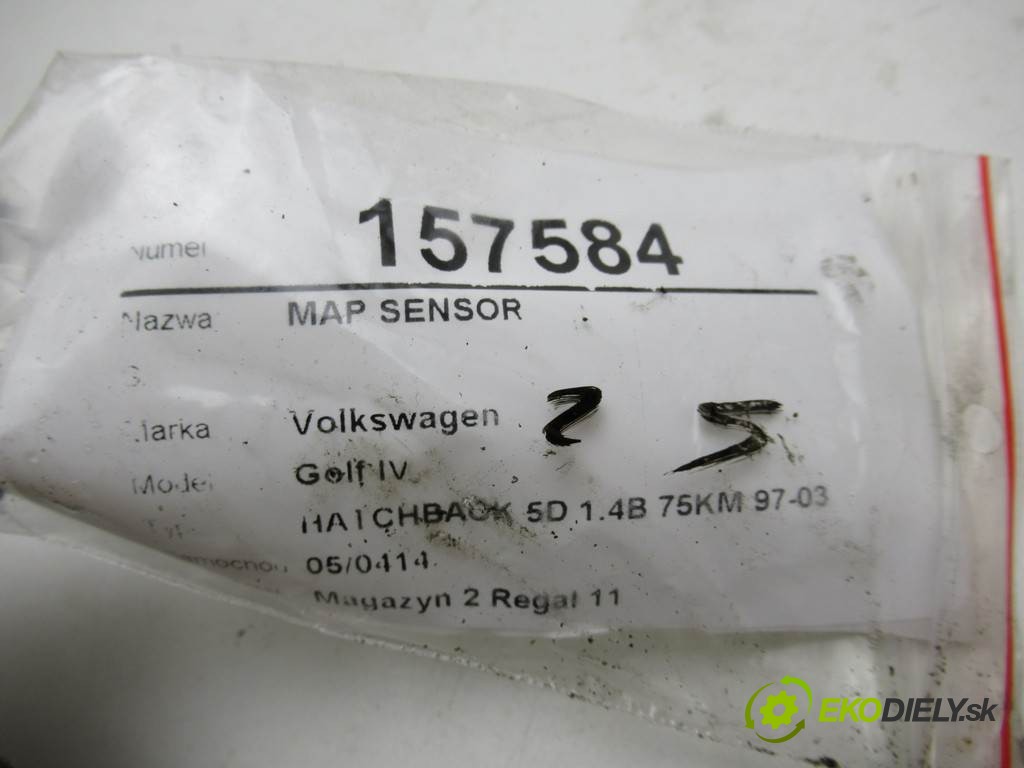 Numer 157584
Nazwa MAP SENSOR
Marka Volkswagen 2 5
Model Golf IV
HATCHBACK 5D 1.4B 75KM 97-03
05/0414
Magazyn 2 Regał 11
EKODIELY.sk